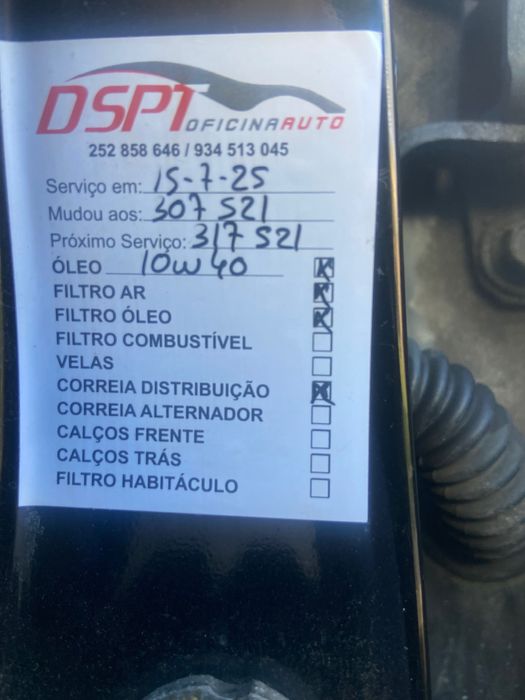 DSPT
OFICINAAUTO
252 858 646 / 934 513 045
Serviço em: 15-7-25
Mudou aos: 307 521
Próximo Serviço: 317 521
ÓLEO 10W40
FILTRO AR
FILTRO ÓLEO
FILTRO COMBUSTÍVEL
VELAS
CORREIA DISTRIBUIÇÃO
CORREIA ALTERNADOR
CALÇOS FRENTE
CALÇOS TRÁS
FILTRO HABITÁCULO